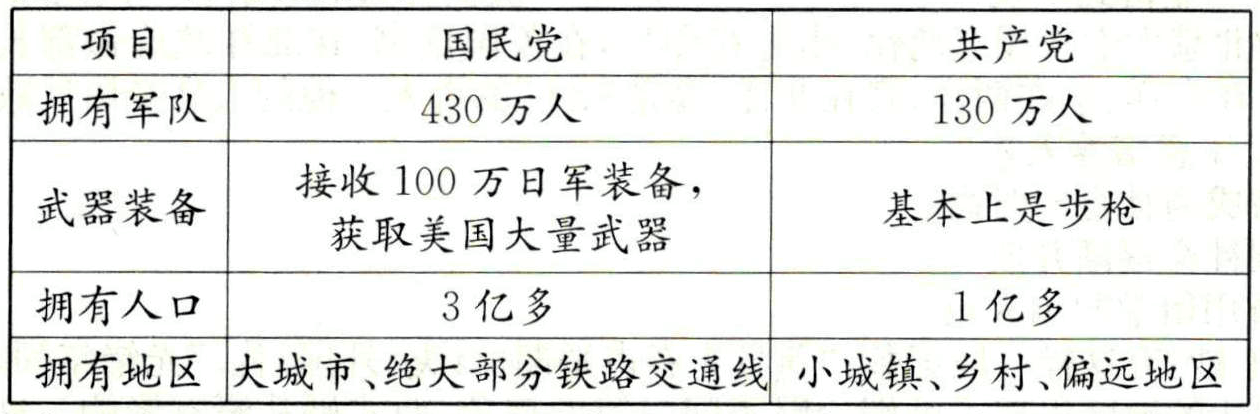 项目 国民党 共产党
拥有军队 430万人 130万人
武器装备 接收100万日军装备，
获取美国大量武器 基本上是步枪
拥有人口 3亿多 1亿多
拥有地区 大城市、绝大部分铁路交通线 小城镇、乡村、偏远地区